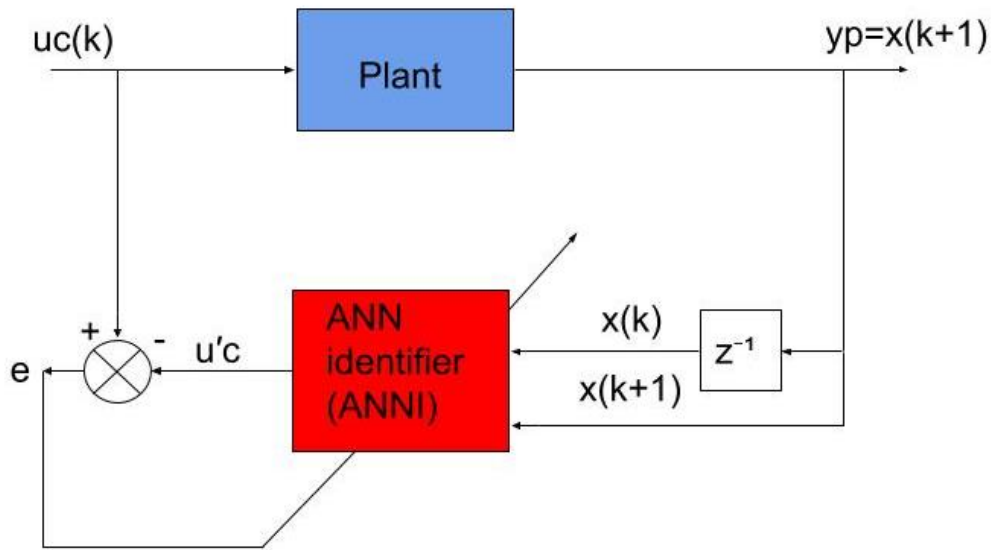 uc(k)
Plant
yp=x(k+1)
+
-
e
u'c
ANN
identifier
(ANNI)
x(k)
x(k+1)
z⁻¹